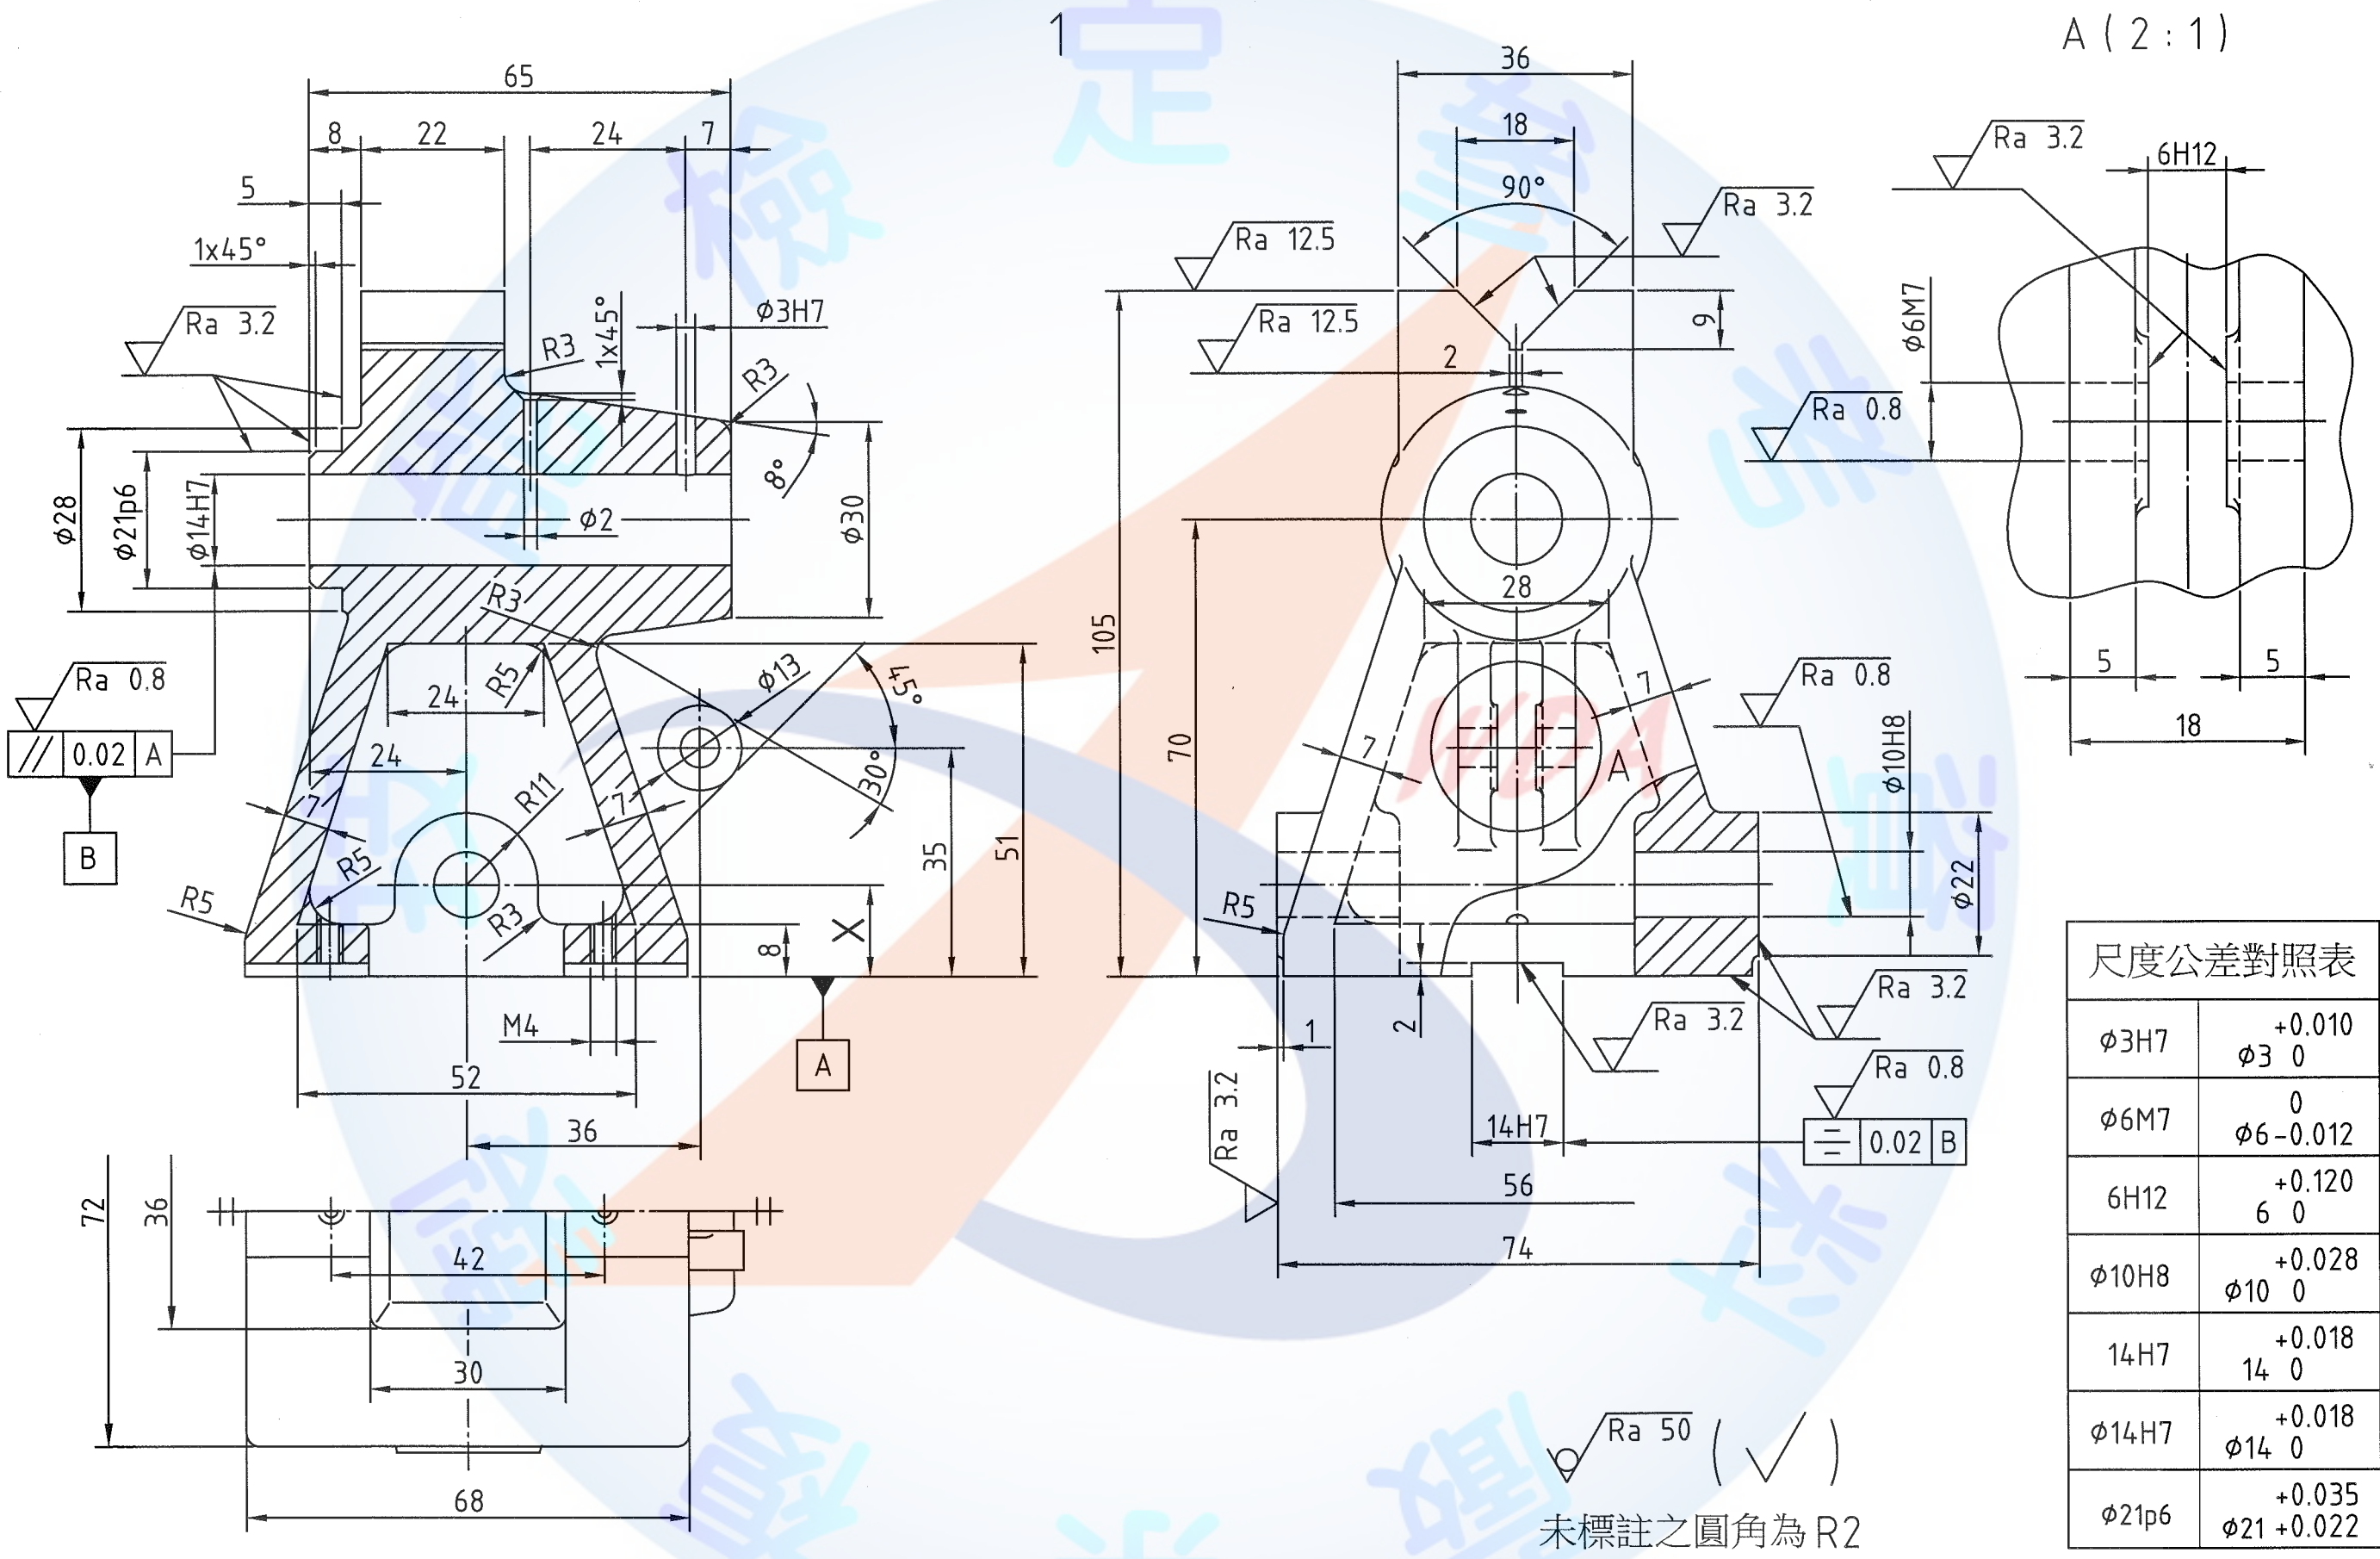 1
A ( 2 : 1 )
65
8
22
24
7
5
1x45°
Ra 3.2
R3
1x45°
ϕ3H7
R3
8°
ϕ28
ϕ21p6
ϕ14H7
ϕ2
ϕ30
R3
Ra 0.8
// 0.02 A
B
24
R5
ϕ13
45°
30°
24
7
R11
7
R5
R5
R3
X
8
35
51
M4
A
52
36
72
36
42
30
68
36
18
90°
Ra 3.2
Ra 12.5
Ra 12.5
9
2
105
70
28
7
7
A
R5
Ra 0.8
ϕ10H8
ϕ22
Ra 3.2
Ra 3.2
1
2
Ra 3.2
14H7
Ra 0.8
0.02 B
56
74
Ra 3.2
6H12
ϕ6M7
Ra 0.8
5
5
18
尺度公差對照表
ϕ3H7 ϕ3 +0.010 0
ϕ6M7 ϕ6 0 -0.012
6H12 6 +0.120 0
ϕ10H8 ϕ10 +0.028 0
14H7 14 +0.018 0
ϕ14H7 ϕ14 +0.018 0
ϕ21p6 ϕ21 +0.035 +0.022
Ra 50 ( )
未標註之圓角為R2
WDA